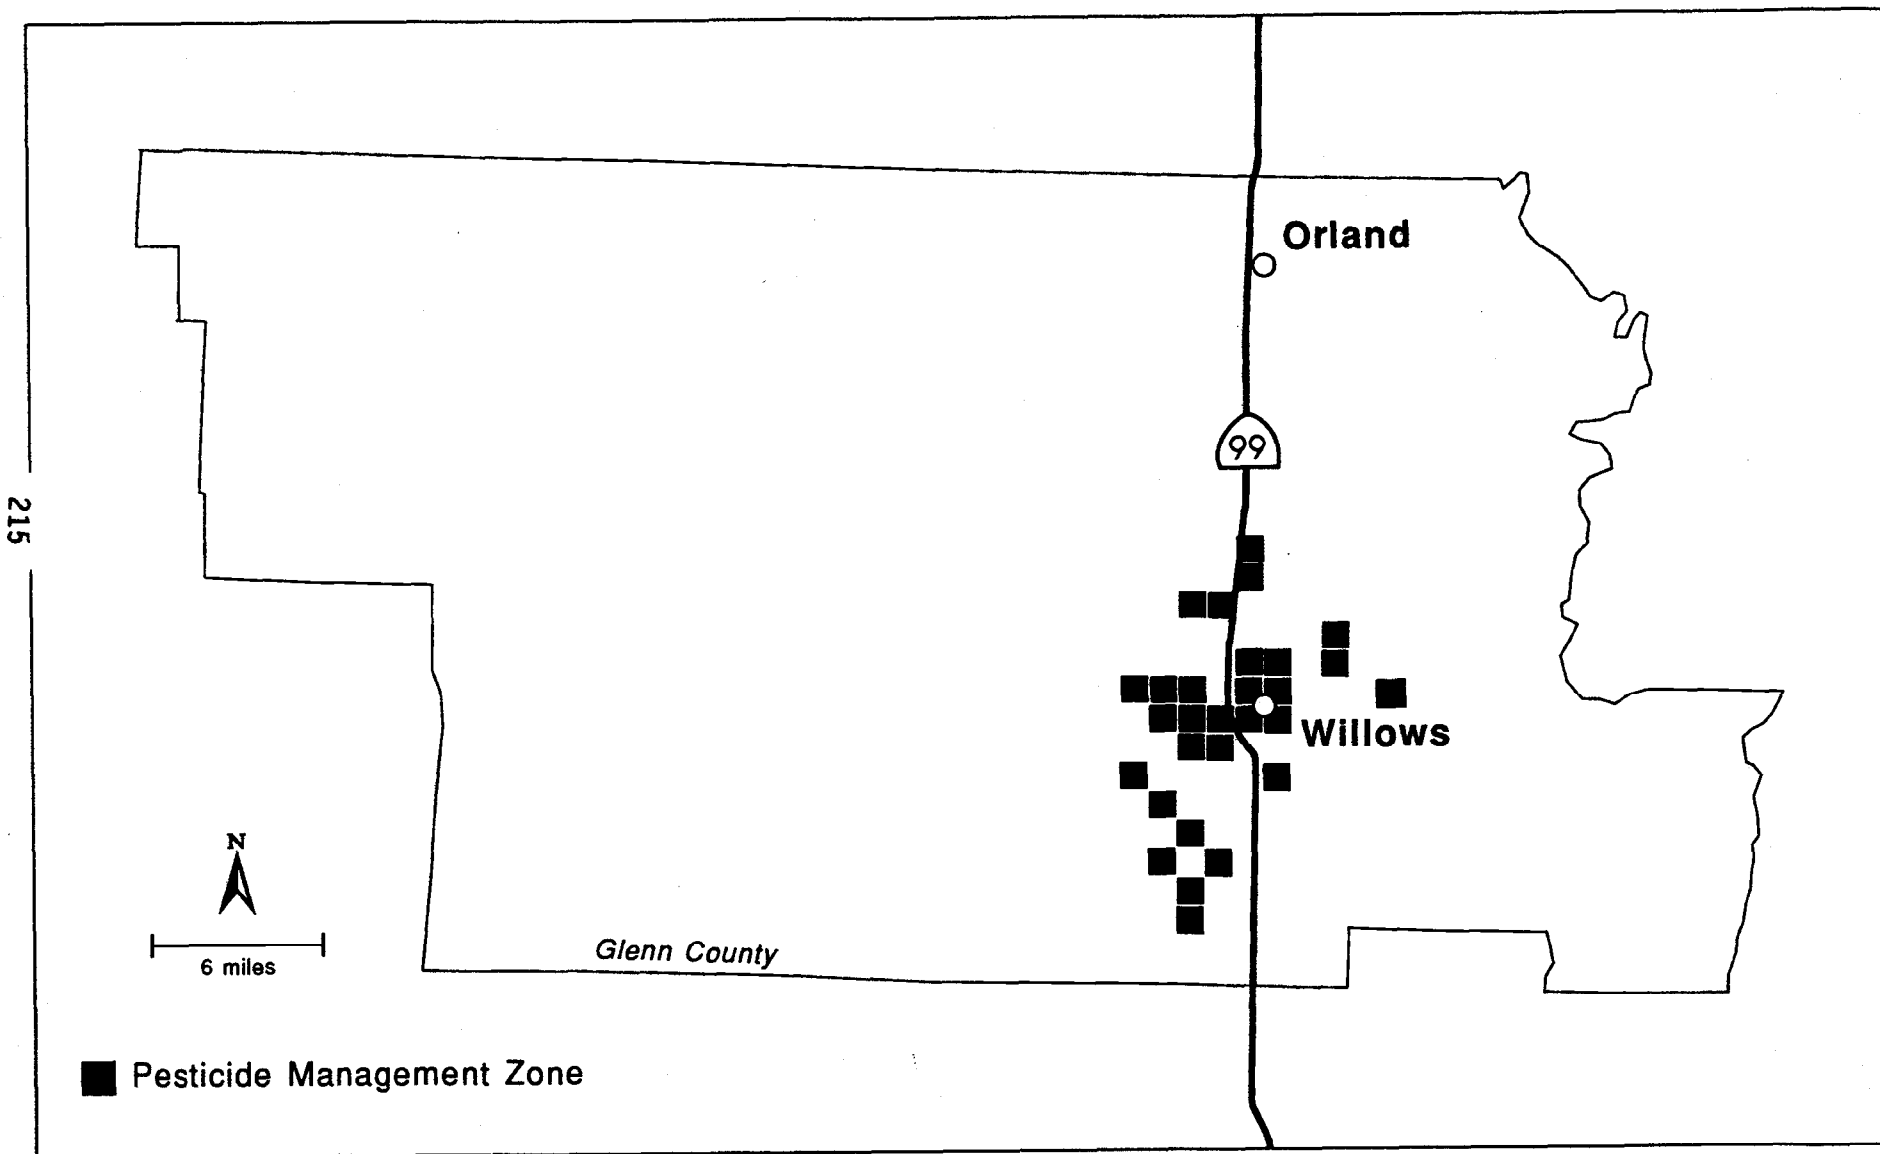 Orland
99
215
Willows
N
6 miles
Glenn County
Pesticide Management Zone